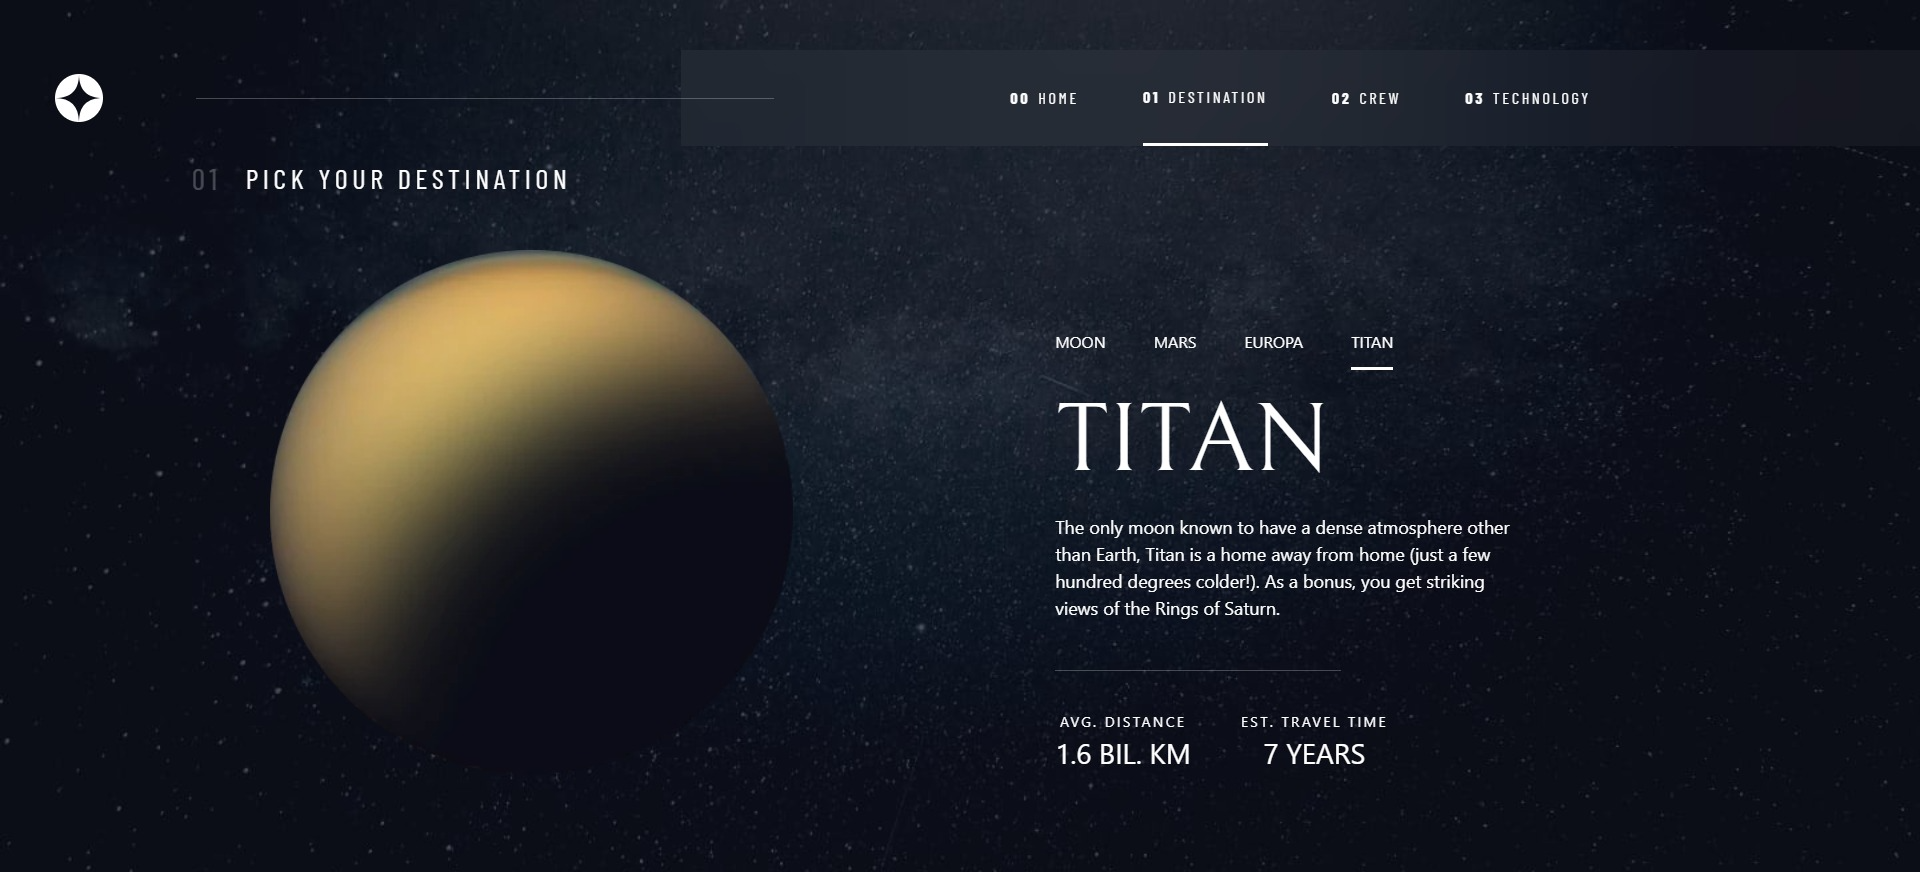 00 HOME
01 DESTINATION
02 CREW
03 TECHNOLOGY
01 PICK YOUR DESTINATION
MOON
MARS
EUROPA
TITAN
TITAN
The only moon known to have a dense atmosphere other
than Earth, Titan is a home away from home (just a few
hundred degrees colder!). As a bonus, you get striking
views of the Rings of Saturn.
AVG. DISTANCE
1.6 BIL. KM
EST. TRAVEL TIME
7 YEARS